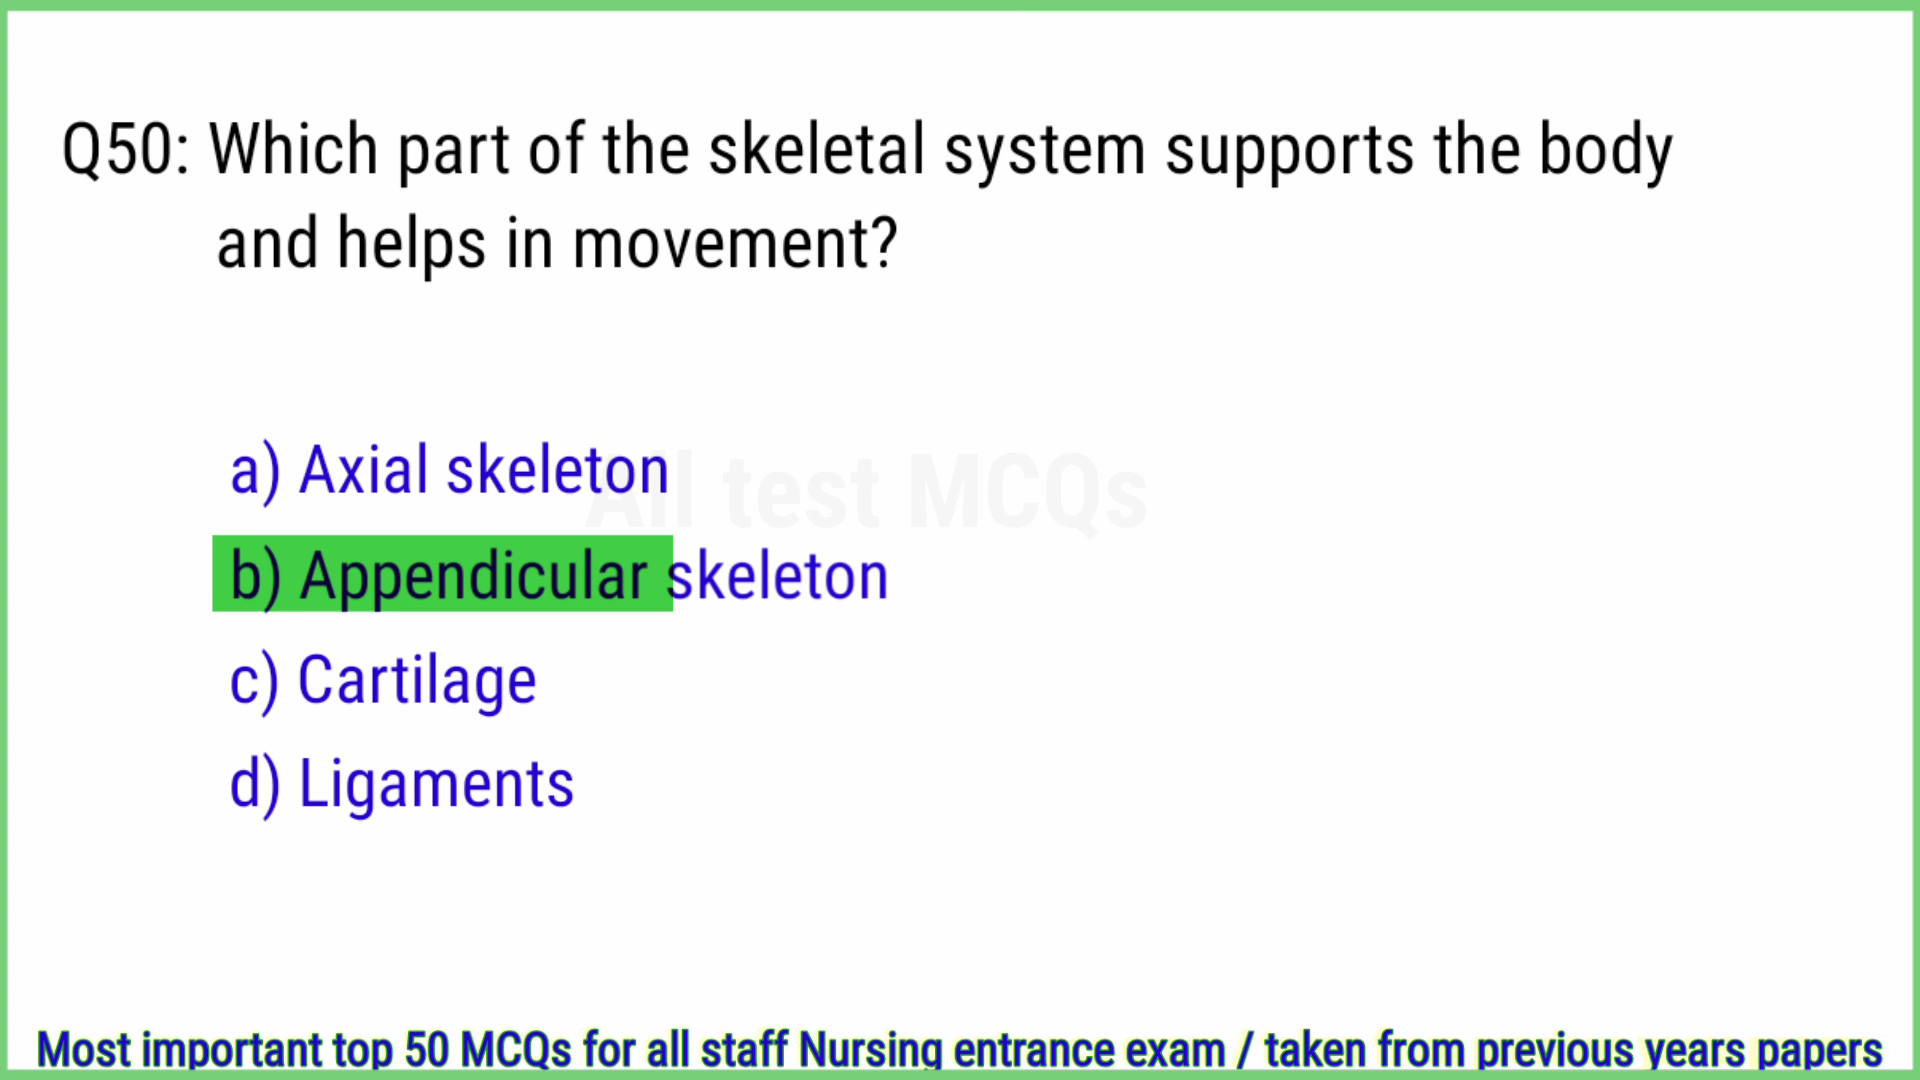 Q50: Which part of the skeletal system supports the body
and helps in movement?
a) Axial skeleton
All test MCQs
b) Appendicular skeleton
c) Cartilage
d) Ligaments
Most important top 50 MCQs for all staff Nursing entrance exam / taken from previous years papers